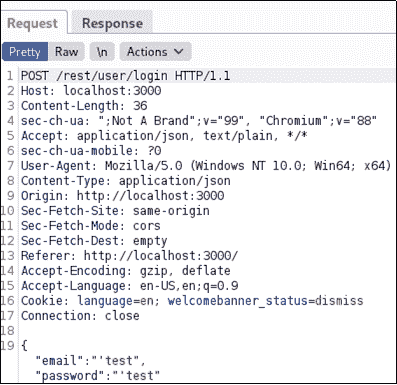 Request Response
Pretty Raw \n Actions
1 POST /rest/user/login HTTP/1.1
2 Host: localhost:3000
3 Content-Length: 36
4 sec-ch-ua: ";Not A Brand";v="99", "Chromium";v="88"
5 Accept: application/json, text/plain, */*
6 sec-ch-ua-mobile: ?0
7 User-Agent: Mozilla/5.0 (Windows NT 10.0; Win64; x64)
8 Content-Type: application/json
9 Origin: http://localhost:3000
10 Sec-Fetch-Site: same-origin
11 Sec-Fetch-Mode: cors
12 Sec-Fetch-Dest: empty
13 Referer: http://localhost:3000/
14 Accept-Encoding: gzip, deflate
15 Accept-Language: en-US,en;q=0.9
16 Cookie: language=en; welcomebanner_status=dismiss
17 Connection: close
18
19 {
"email":"'test",
"password":"'test"